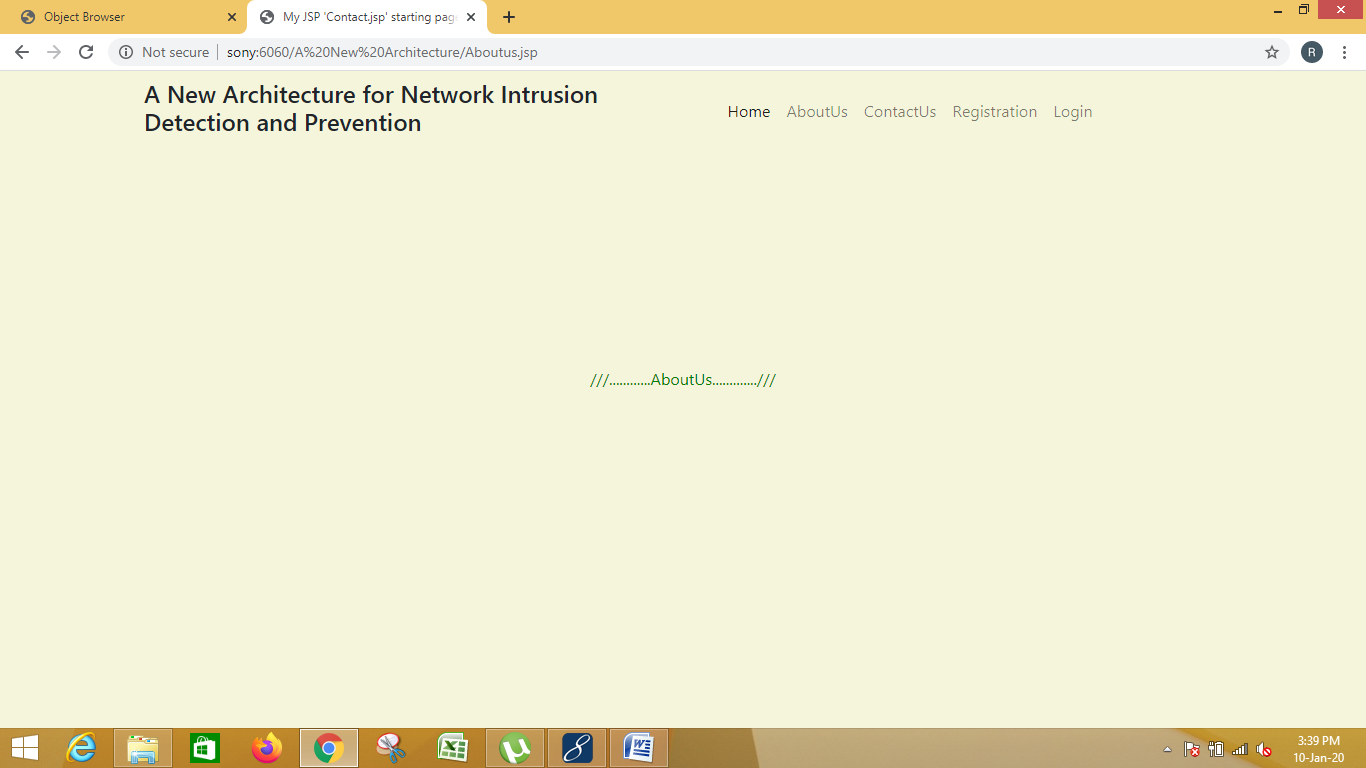 Object Browser
My JSP 'Contact.jsp' starting pag
Not secure
sony:6060/A%20New%20Architecture/Aboutus.jsp
R
A New Architecture for Network Intrusion
Detection and Prevention
Home AboutUs ContactUs Registration Login
///............AboutUs.............///
3:39 PM
10-Jan-20